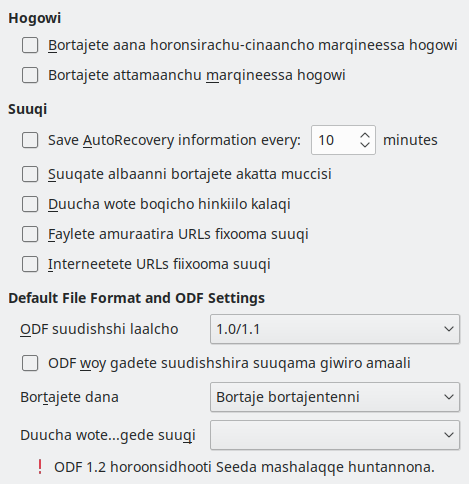 Hogowi
Bortajete aana horonsirachu-cinaancho marqineessa hogowi
Bortajete attamaanchu marqineessa hogowi
Suuqi
Save AutoRecovery information every: 10 minutes
Suuqate albaanni bortajete akatta muccisi
Duucha wote boqicho hinkiilo kalaqi
Faylete amuraatira URLs fixooma suuqi
Interneetete URLs fiixooma suuqi
Default File Format and ODF Settings
ODF suudishshi laalcho 1.0/1.1
ODF woy gadete suudishshira suuqama giwiro amaali
Bortajete dana Bortaje bortajentenni
Duucha wote...gede suuqi
! ODF 1.2 horoonsidhooti Seeda mashalaqqe huntannona.